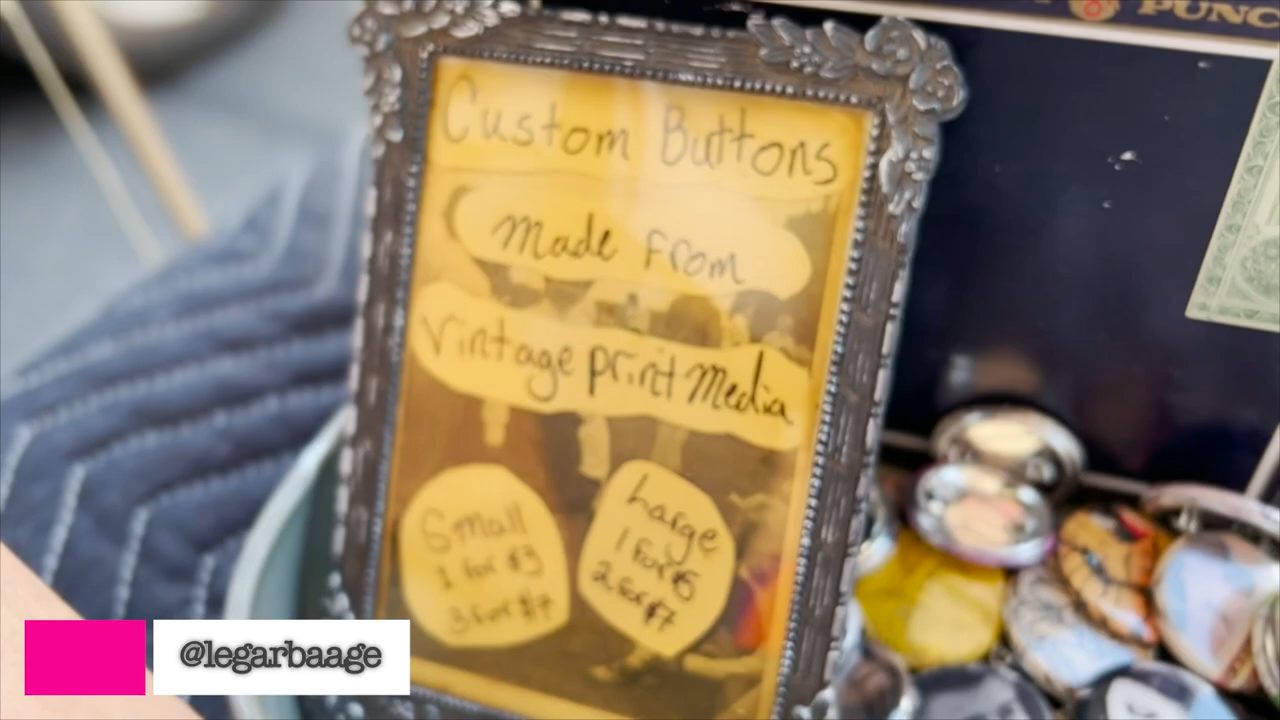 PUNC
Custom Buttons
Made From
Vintage print Media
Small
1 for $3
3 for $7
Large
1 for $5
2 for $7
@legarbaage